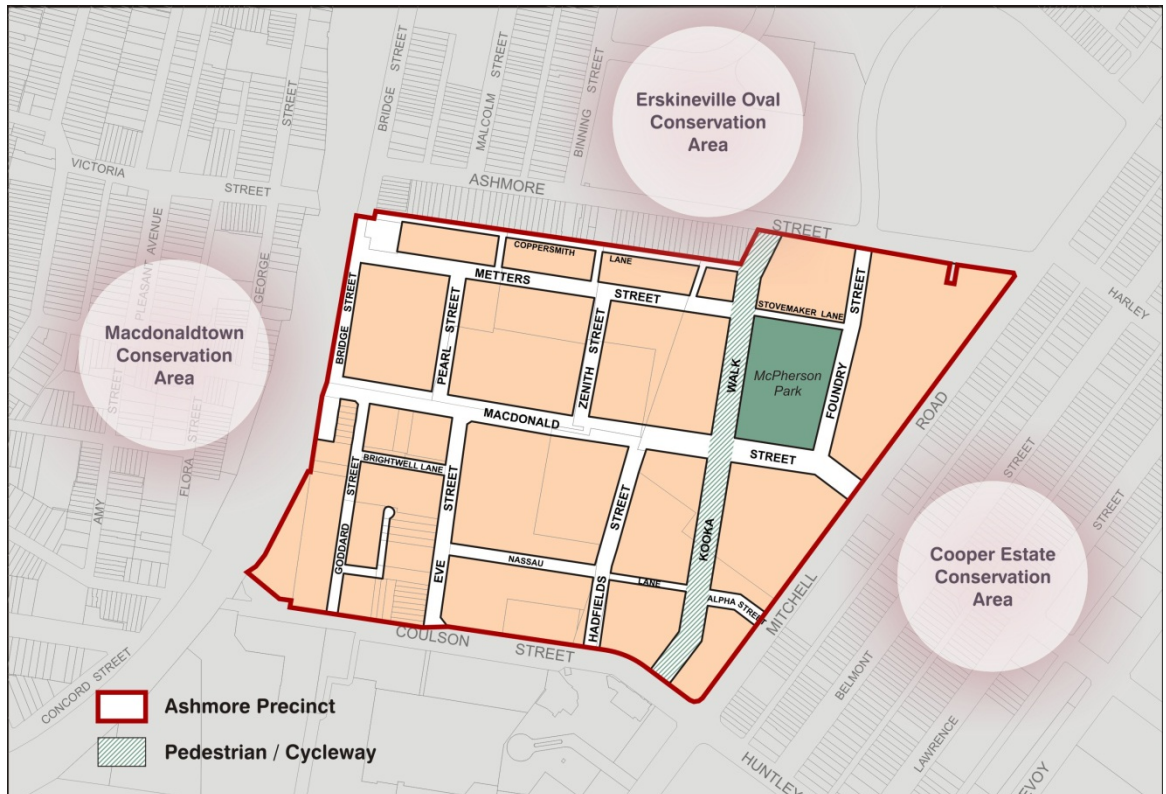 Erskineville Oval
Conservation
Area
BRIDGE STREET
MALCOLM STREET
BINNING STREET
STREET
VICTORIA STREET
ASHMORE STREET
PLEASANT AVENUE
GEORGE
COPPERSMITH LANE
METTERS STREET
STOVEMAKER LANE
HARLEY
Macdonaldtown
Conservation
Area
BRIDGE STREET
PEARL STREET
ZENITH STREET
KOOKA WALK
McPherson
Park
FOUNDRY STREET
MACDONALD STREET
MITCHELL ROAD
AMY STREET
FLORA STREET
GODDARD STREET
BRIGHTWELL LANE
EVE STREET
HADFIELDS STREET
NASSAU LANE
ALPHA STREET
Cooper Estate
Conservation
Area
COULSON STREET
CONCORD STREET
BELMONT STREET
LAWRENCE STREET
HUNTLEY
EVOY
Ashmore Precinct
Pedestrian / Cycleway